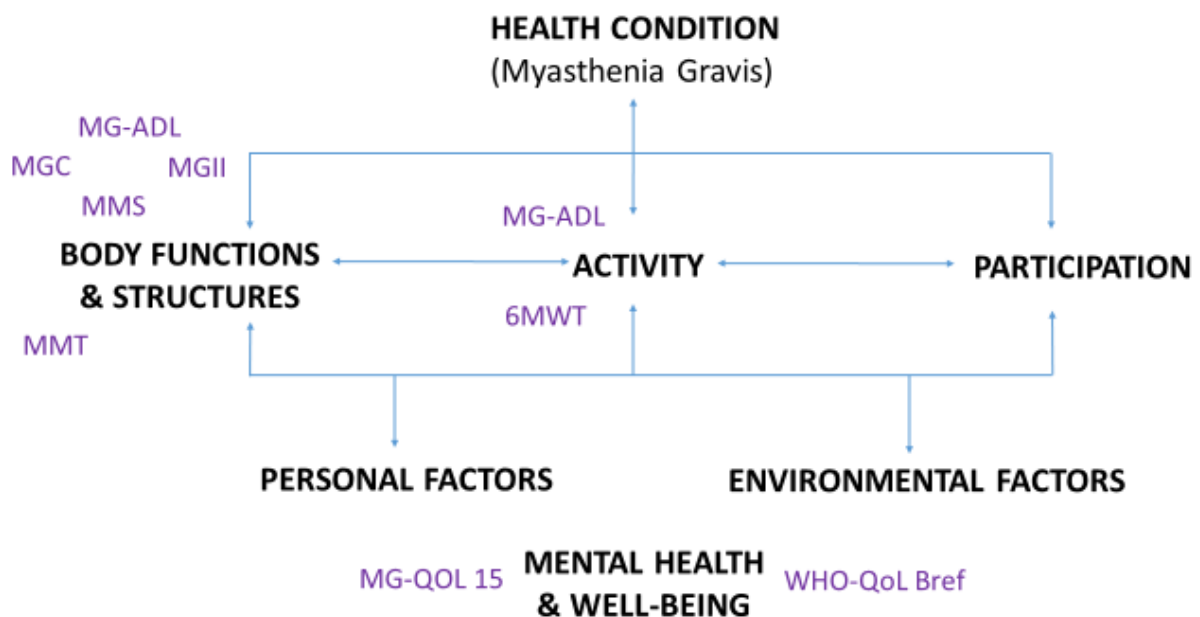 HEALTH CONDITION
(Myasthenia Gravis)
MG-ADL
MGC
MGII
MMS
MG-ADL
BODY FUNCTIONS
& STRUCTURES
ACTIVITY
PARTICIPATION
MMT
6MWT
PERSONAL FACTORS
ENVIRONMENTAL FACTORS
MG-QOL 15
MENTAL HEALTH
& WELL-BEING
WHO-QoL Bref